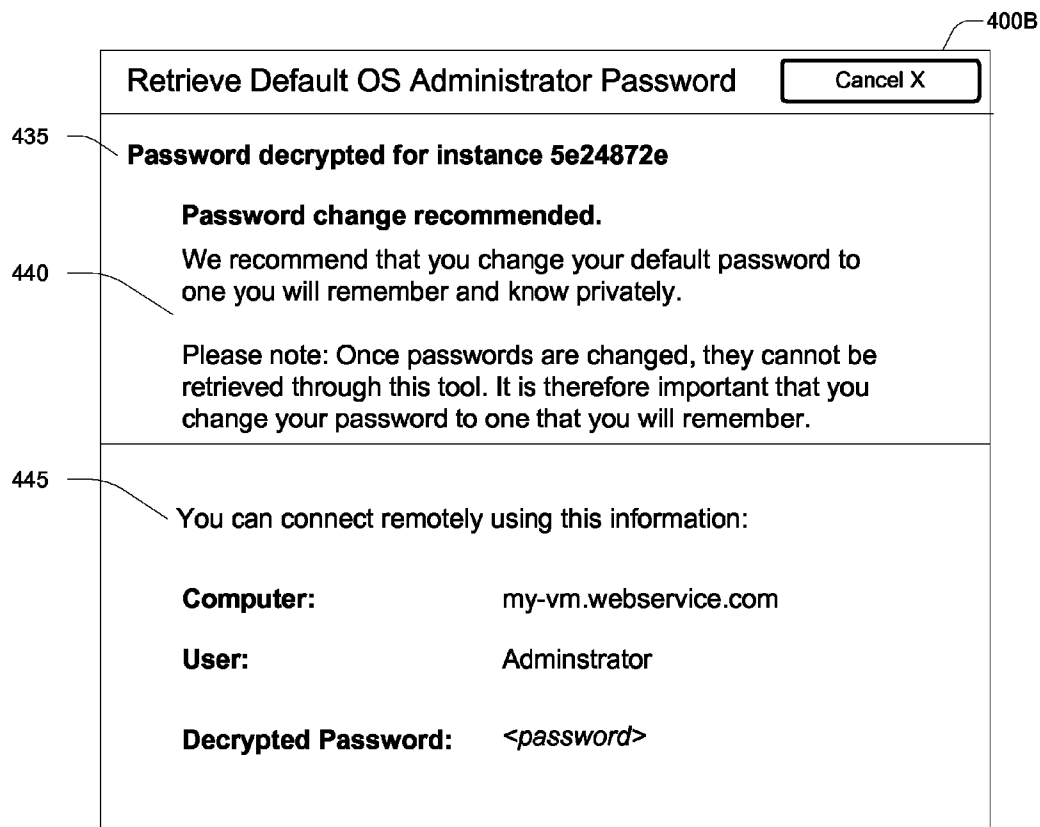 400B
Retrieve Default OS Administrator Password
Cancel X
435
Password decrypted for instance 5e24872e
Password change recommended.
440
We recommend that you change your default password to
one you will remember and know privately.
Please note: Once passwords are changed, they cannot be
retrieved through this tool. It is therefore important that you
change your password to one that you will remember.
445
You can connect remotely using this information:
Computer: my-vm.webservice.com
User: Adminstrator
Decrypted Password: <password>